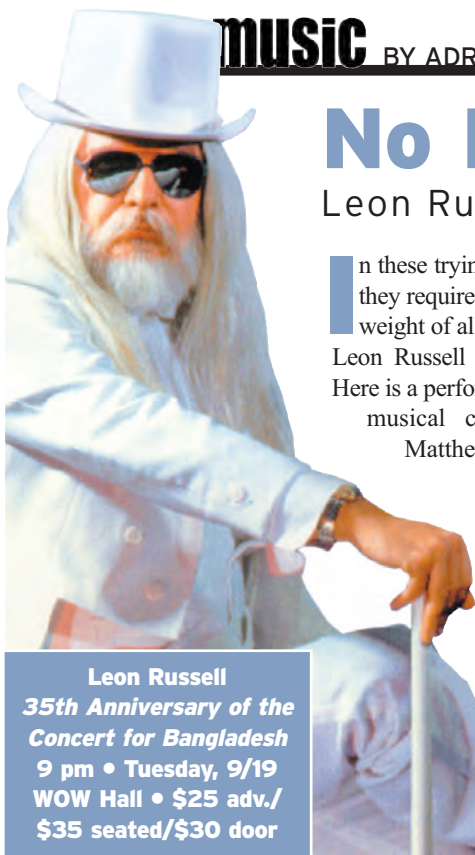 music BY ADR
No
Leon Ru
In these tryin
they require
weight of al
Leon Russell
Here is a perfo
musical c
Matthe
Leon Russell
35th Anniversary of the
Concert for Bangladesh
9 pm • Tuesday, 9/19
WOW Hall • $25 adv./
$35 seated/$30 door